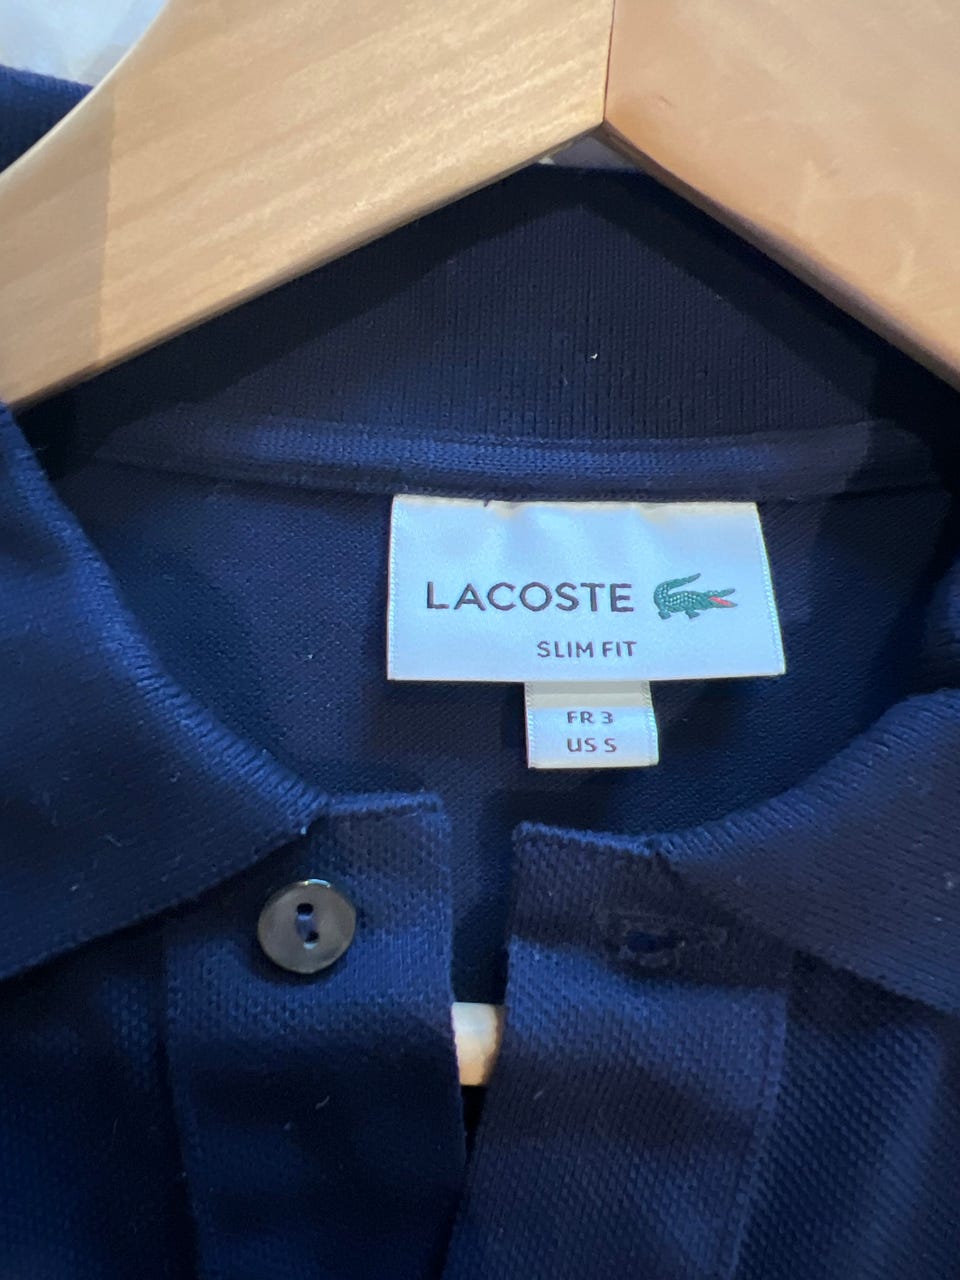 LACOSTE
SLIM FIT
FR 3
US S